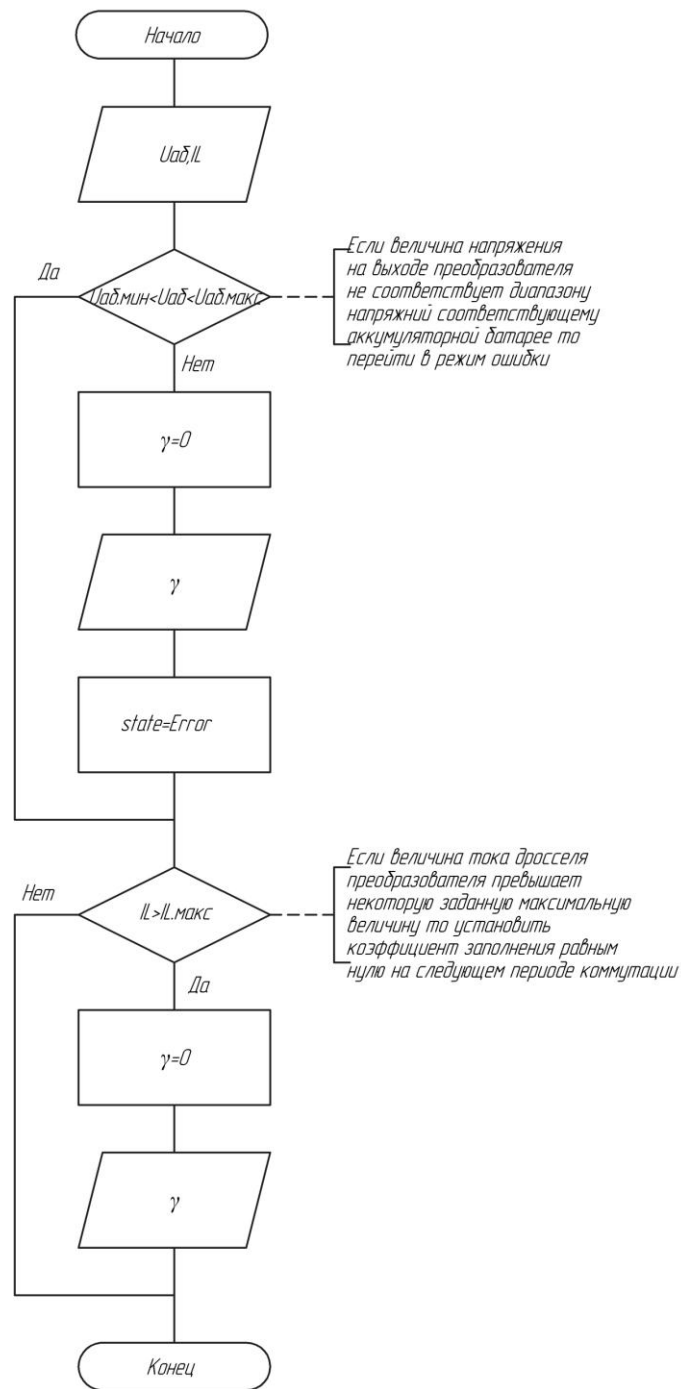 Начало
Uаб,IL
Да
Uаб.мин<Uаб<Uаб.макс
Если величина напряжения
на выходе преобразователя
не соответствует диапазону
напряжний соответствующему
аккумуляторной батарее то
перейти в режим ошибки
Нет
γ=0
γ
state=Error
Нет
IL>IL.макс
Если величина тока дросселя
преобразователя превышает
некоторую заданную максимальную
величину то установить
коэффициент заполнения равным
нулю на следующем периоде коммутации
Да
γ=0
γ
Конец